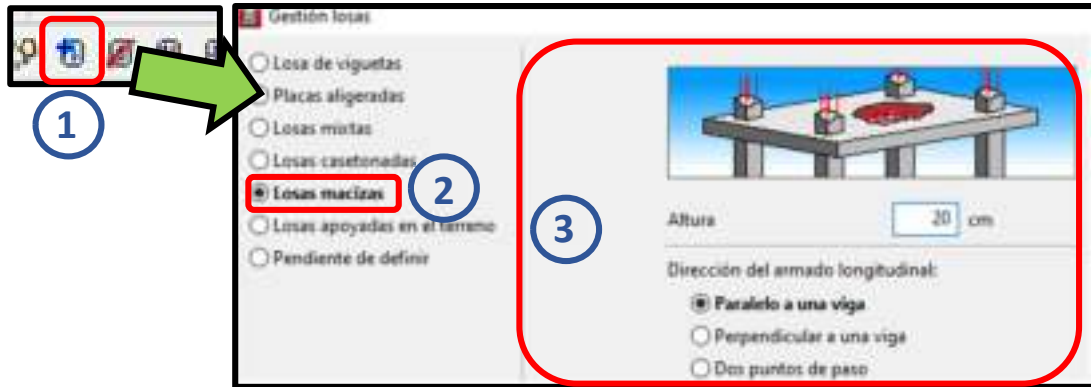 1
Gestión losas
Losa de viguetas
Placas aligeradas
Losas mixtas
Losas casetonadas
Losas macizas
2
Losas apoyadas en el terreno
Pendiente de definir
3
Altura 20 cm
Dirección del armado longitudinal:
Paralelo a una viga
Perpendicular a una viga
Dos puntos de paso